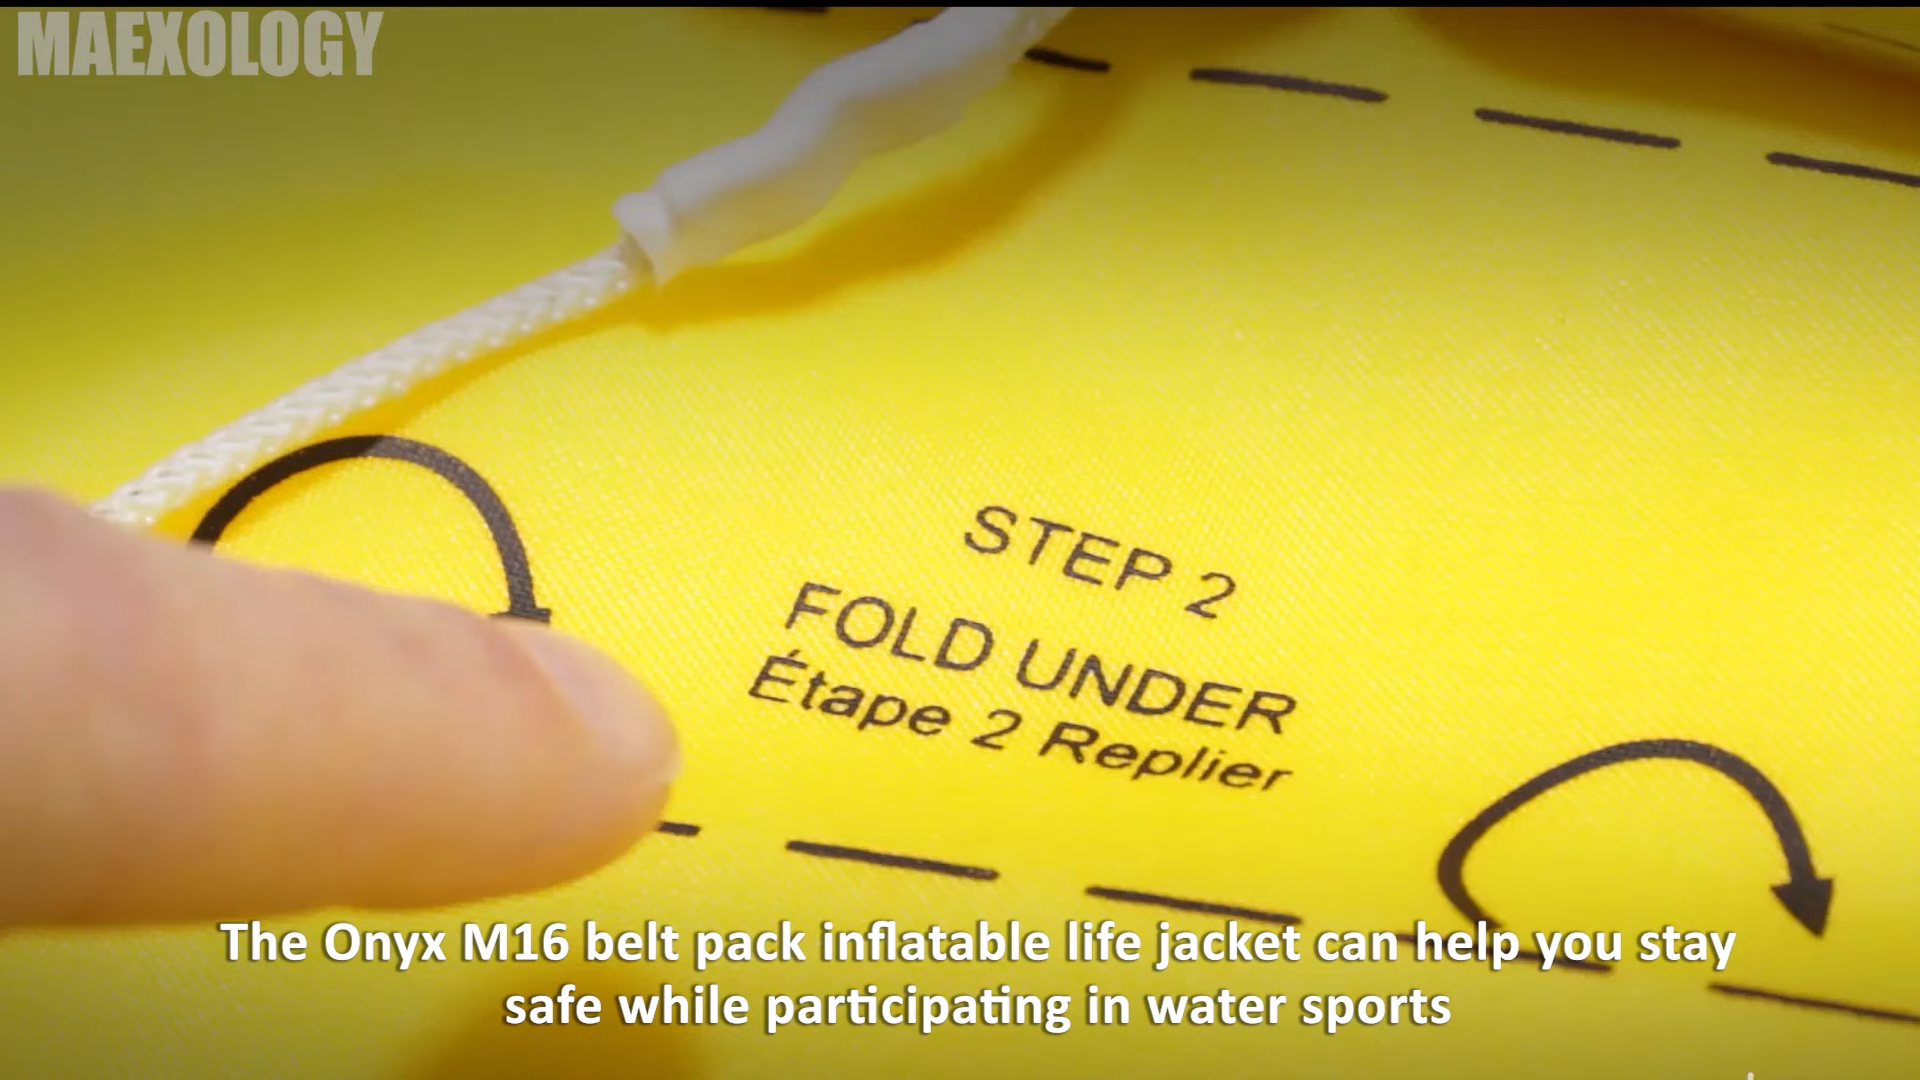 MAEXOLOGY
STEP 2
FOLD UNDER
Étape 2 Replier
The Onyx M16 belt pack inflatable life jacket can help you stay
safe while participating in water sports